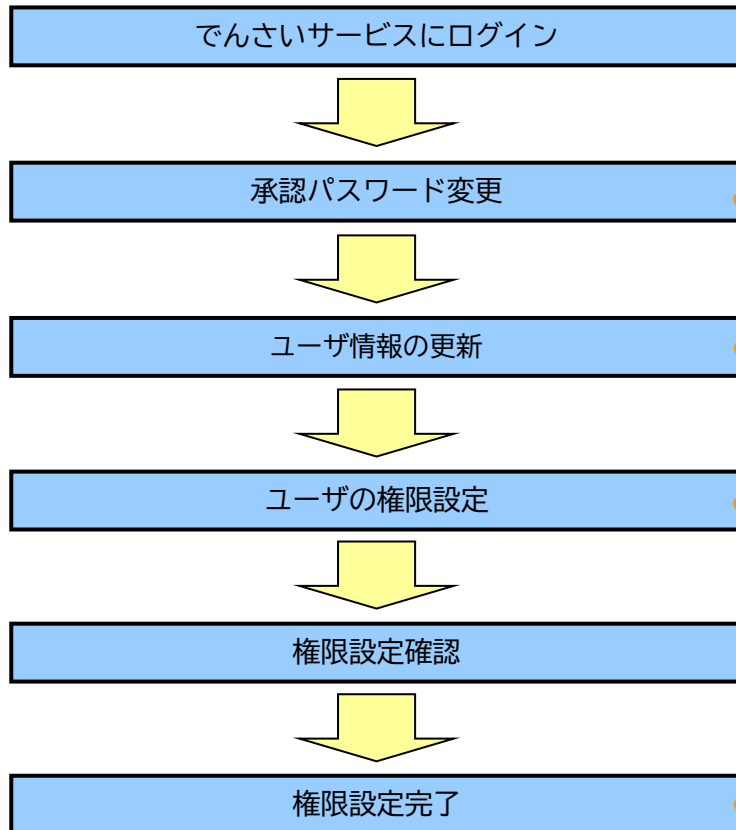 でんさいサービスにログイン
承認パスワード変更
ユーザ情報の更新
ユーザの権限設定
権限設定確認
権限設定完了